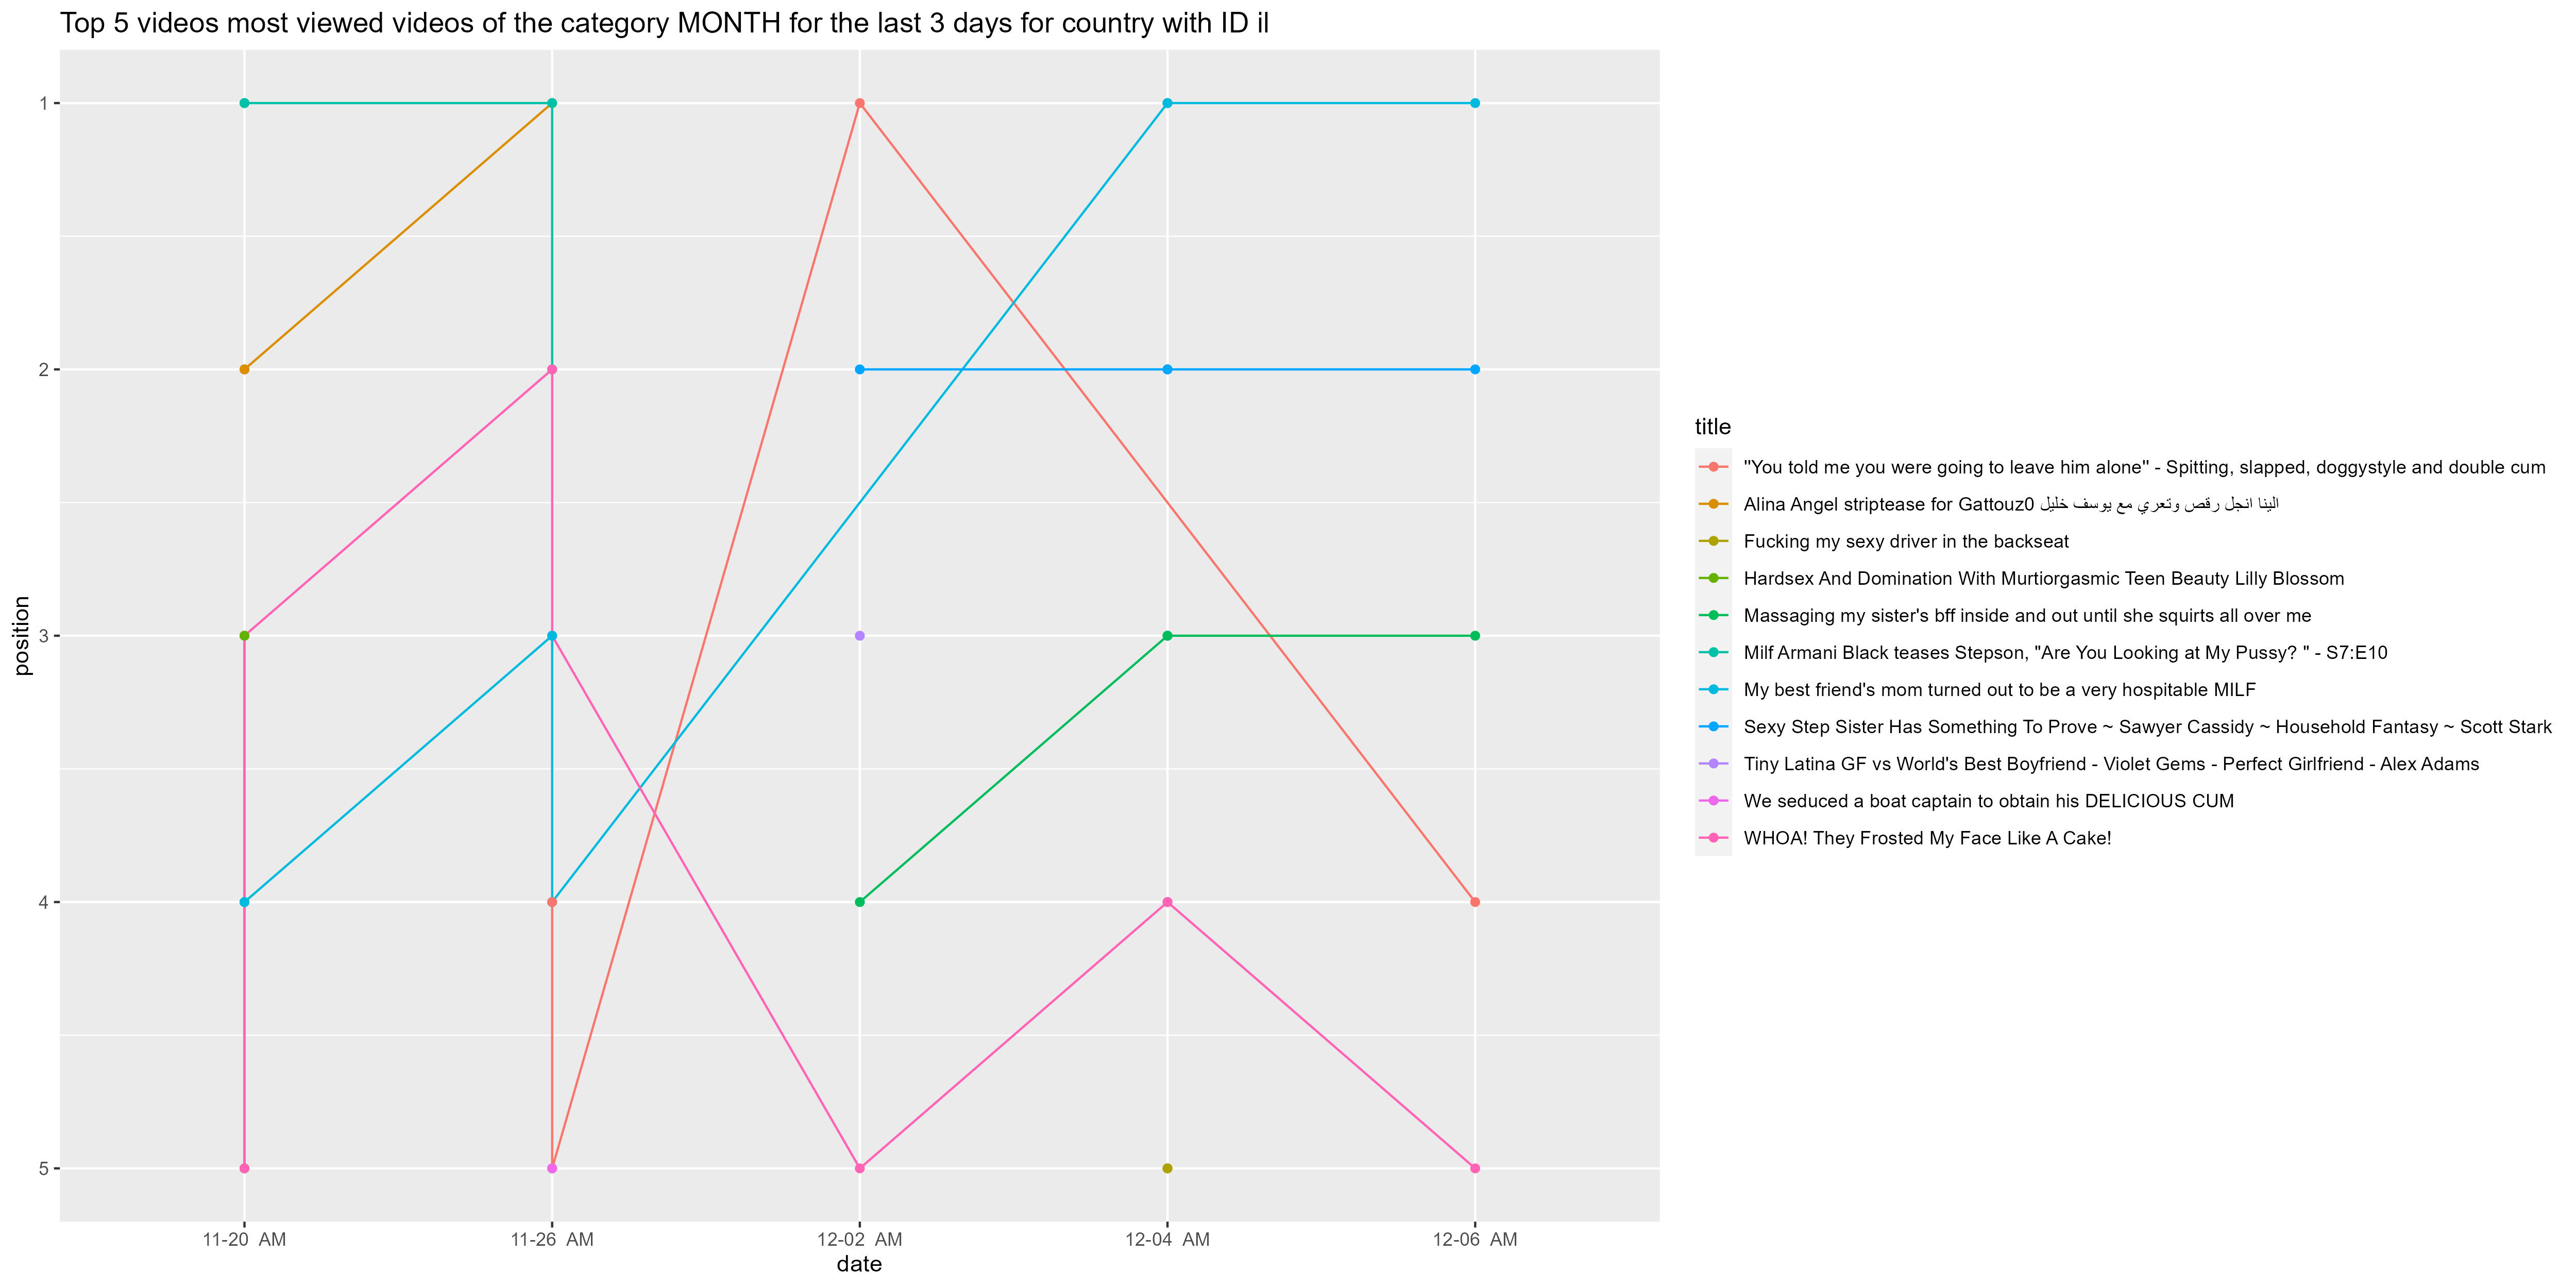 Top 5 videos most viewed videos of the category MONTH for the last 3 days for country with ID il
position
1
2
3
4
5
11-20 AM
11-26 AM
12-02 AM
12-04 AM
12-06 AM
date
title
"You told me you were going to leave him alone" - Spitting, slapped, doggystyle and double cum
Alina Angel striptease for Gattouz0 الينا انجل رقص وتعري مع يوسف خليل
Fucking my sexy driver in the backseat
Hardsex And Domination With Murtiorgasmic Teen Beauty Lilly Blossom
Massaging my sister's bff inside and out until she squirts all over me
Milf Armani Black teases Stepson, "Are You Looking at My Pussy? " - S7:E10
My best friend's mom turned out to be a very hospitable MILF
Sexy Step Sister Has Something To Prove ~ Sawyer Cassidy ~ Household Fantasy ~ Scott Stark
Tiny Latina GF vs World's Best Boyfriend - Violet Gems - Perfect Girlfriend - Alex Adams
We seduced a boat captain to obtain his DELICIOUS CUM
WHOA! They Frosted My Face Like A Cake!